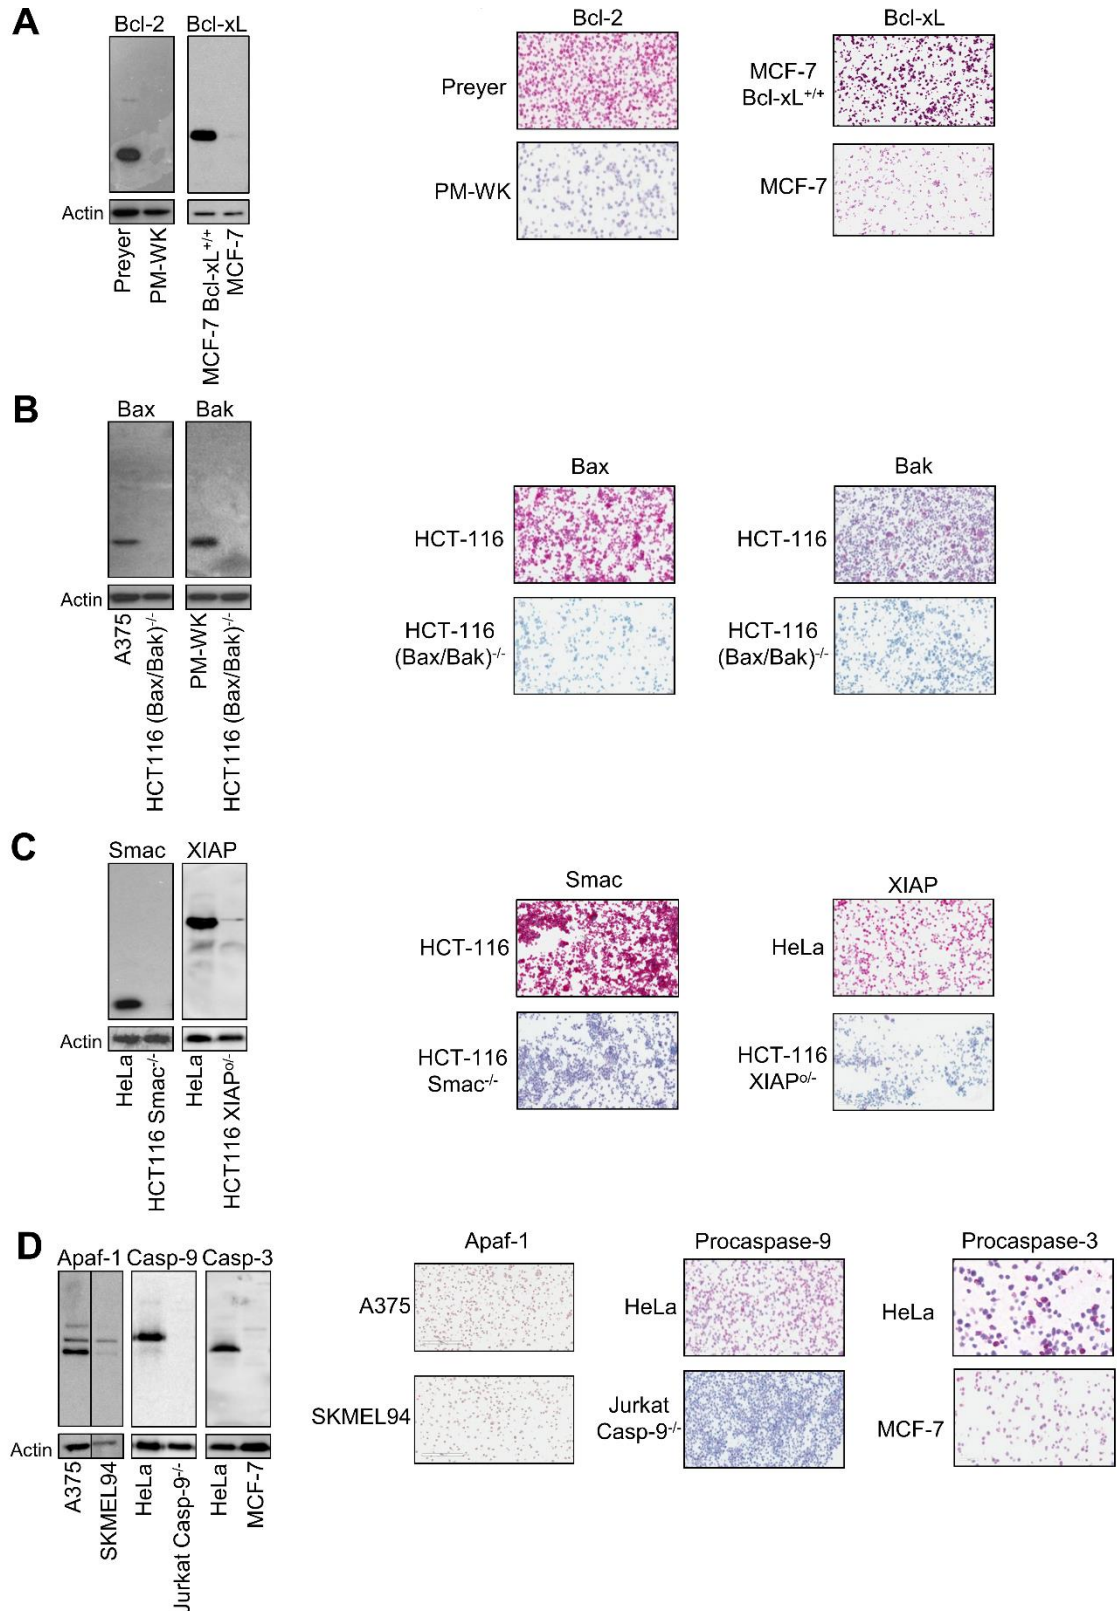 A
Bcl-2 Bcl-xL
Actin
Preyer
PM-WK
MCF-7 Bcl-xL+/+
MCF-7
Bcl-2
Bcl-xL
Preyer
MCF-7
Bcl-xL+/+
PM-WK
MCF-7
B
Bax Bak
Actin
A375
HCT116 (Bax/Bak)-/-
PM-WK
HCT116 (Bax/Bak)-/-
Bax
Bak
HCT-116
HCT-116
HCT-116
(Bax/Bak)-/-
HCT-116
(Bax/Bak)-/-
C
Smac XIAP
Actin
HeLa
HCT116 Smac-/-
HeLa
HCT116 XIAPo/-
Smac
XIAP
HCT-116
HeLa
HCT-116
Smac-/-
HCT-116
XIAPo/-
D
Apaf-1 Casp-9 Casp-3
Actin
A375
SKMEL94
HeLa
Jurkat Casp-9-/-
HeLa
MCF-7
Apaf-1
Procaspase-9
Procaspase-3
A375
HeLa
HeLa
SKMEL94
Jurkat
Casp-9-/-
MCF-7